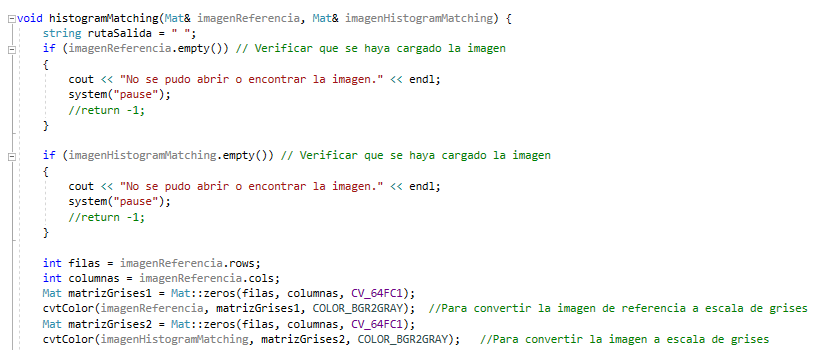 void histogramMatching(Mat& imagenReferencia, Mat& imagenHistogramMatching) {
string rutaSalida = " ";
if (imagenReferencia.empty()) // Verificar que se haya cargado la imagen
{
cout << "No se pudo abrir o encontrar la imagen." << endl;
system("pause");
//return -1;
}
if (imagenHistogramMatching.empty()) // Verificar que se haya cargado la imagen
{
cout << "No se pudo abrir o encontrar la imagen." << endl;
system("pause");
//return -1;
}
int filas = imagenReferencia.rows;
int columnas = imagenReferencia.cols;
Mat matrizGrises1 = Mat::zeros(filas, columnas, CV_64FC1);
cvtColor(imagenReferencia, matrizGrises1, COLOR_BGR2GRAY);  //Para convertir la imagen de referencia a escala de grises
Mat matrizGrises2 = Mat::zeros(filas, columnas, CV_64FC1);
cvtColor(imagenHistogramMatching, matrizGrises2, COLOR_BGR2GRAY);   //Para convertir la imagen a escala de grises